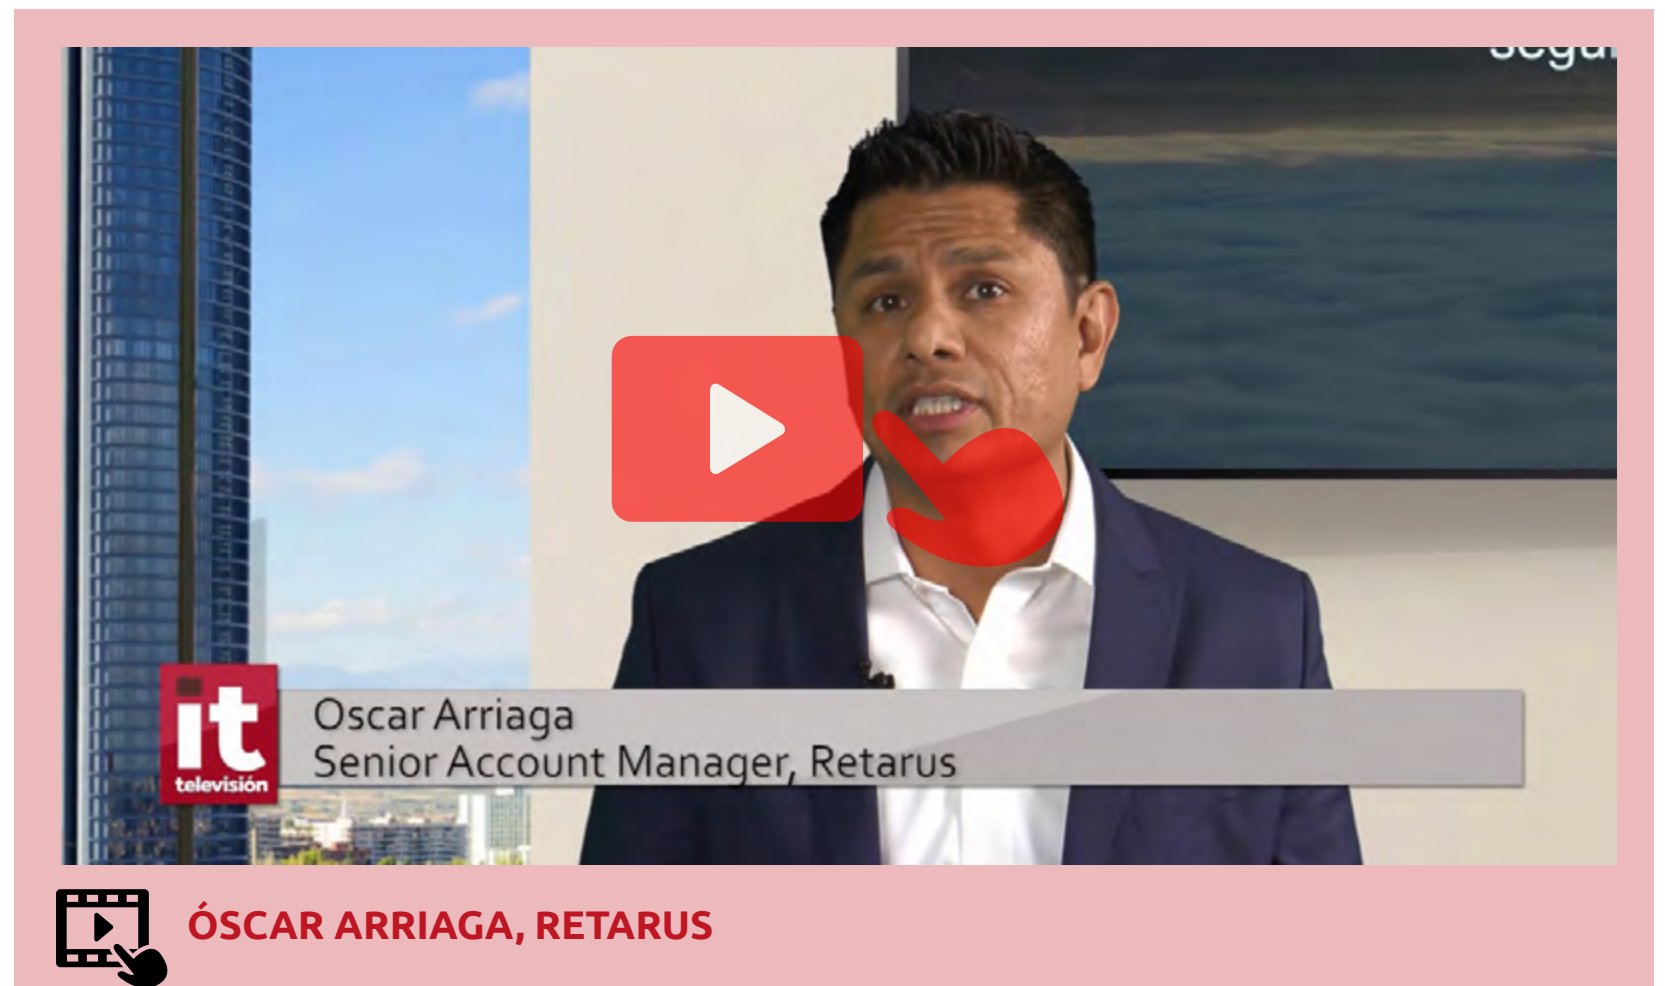 it
televisión
Oscar Arriaga
Senior Account Manager, Retarus
ÓSCAR ARRIAGA, RETARUS